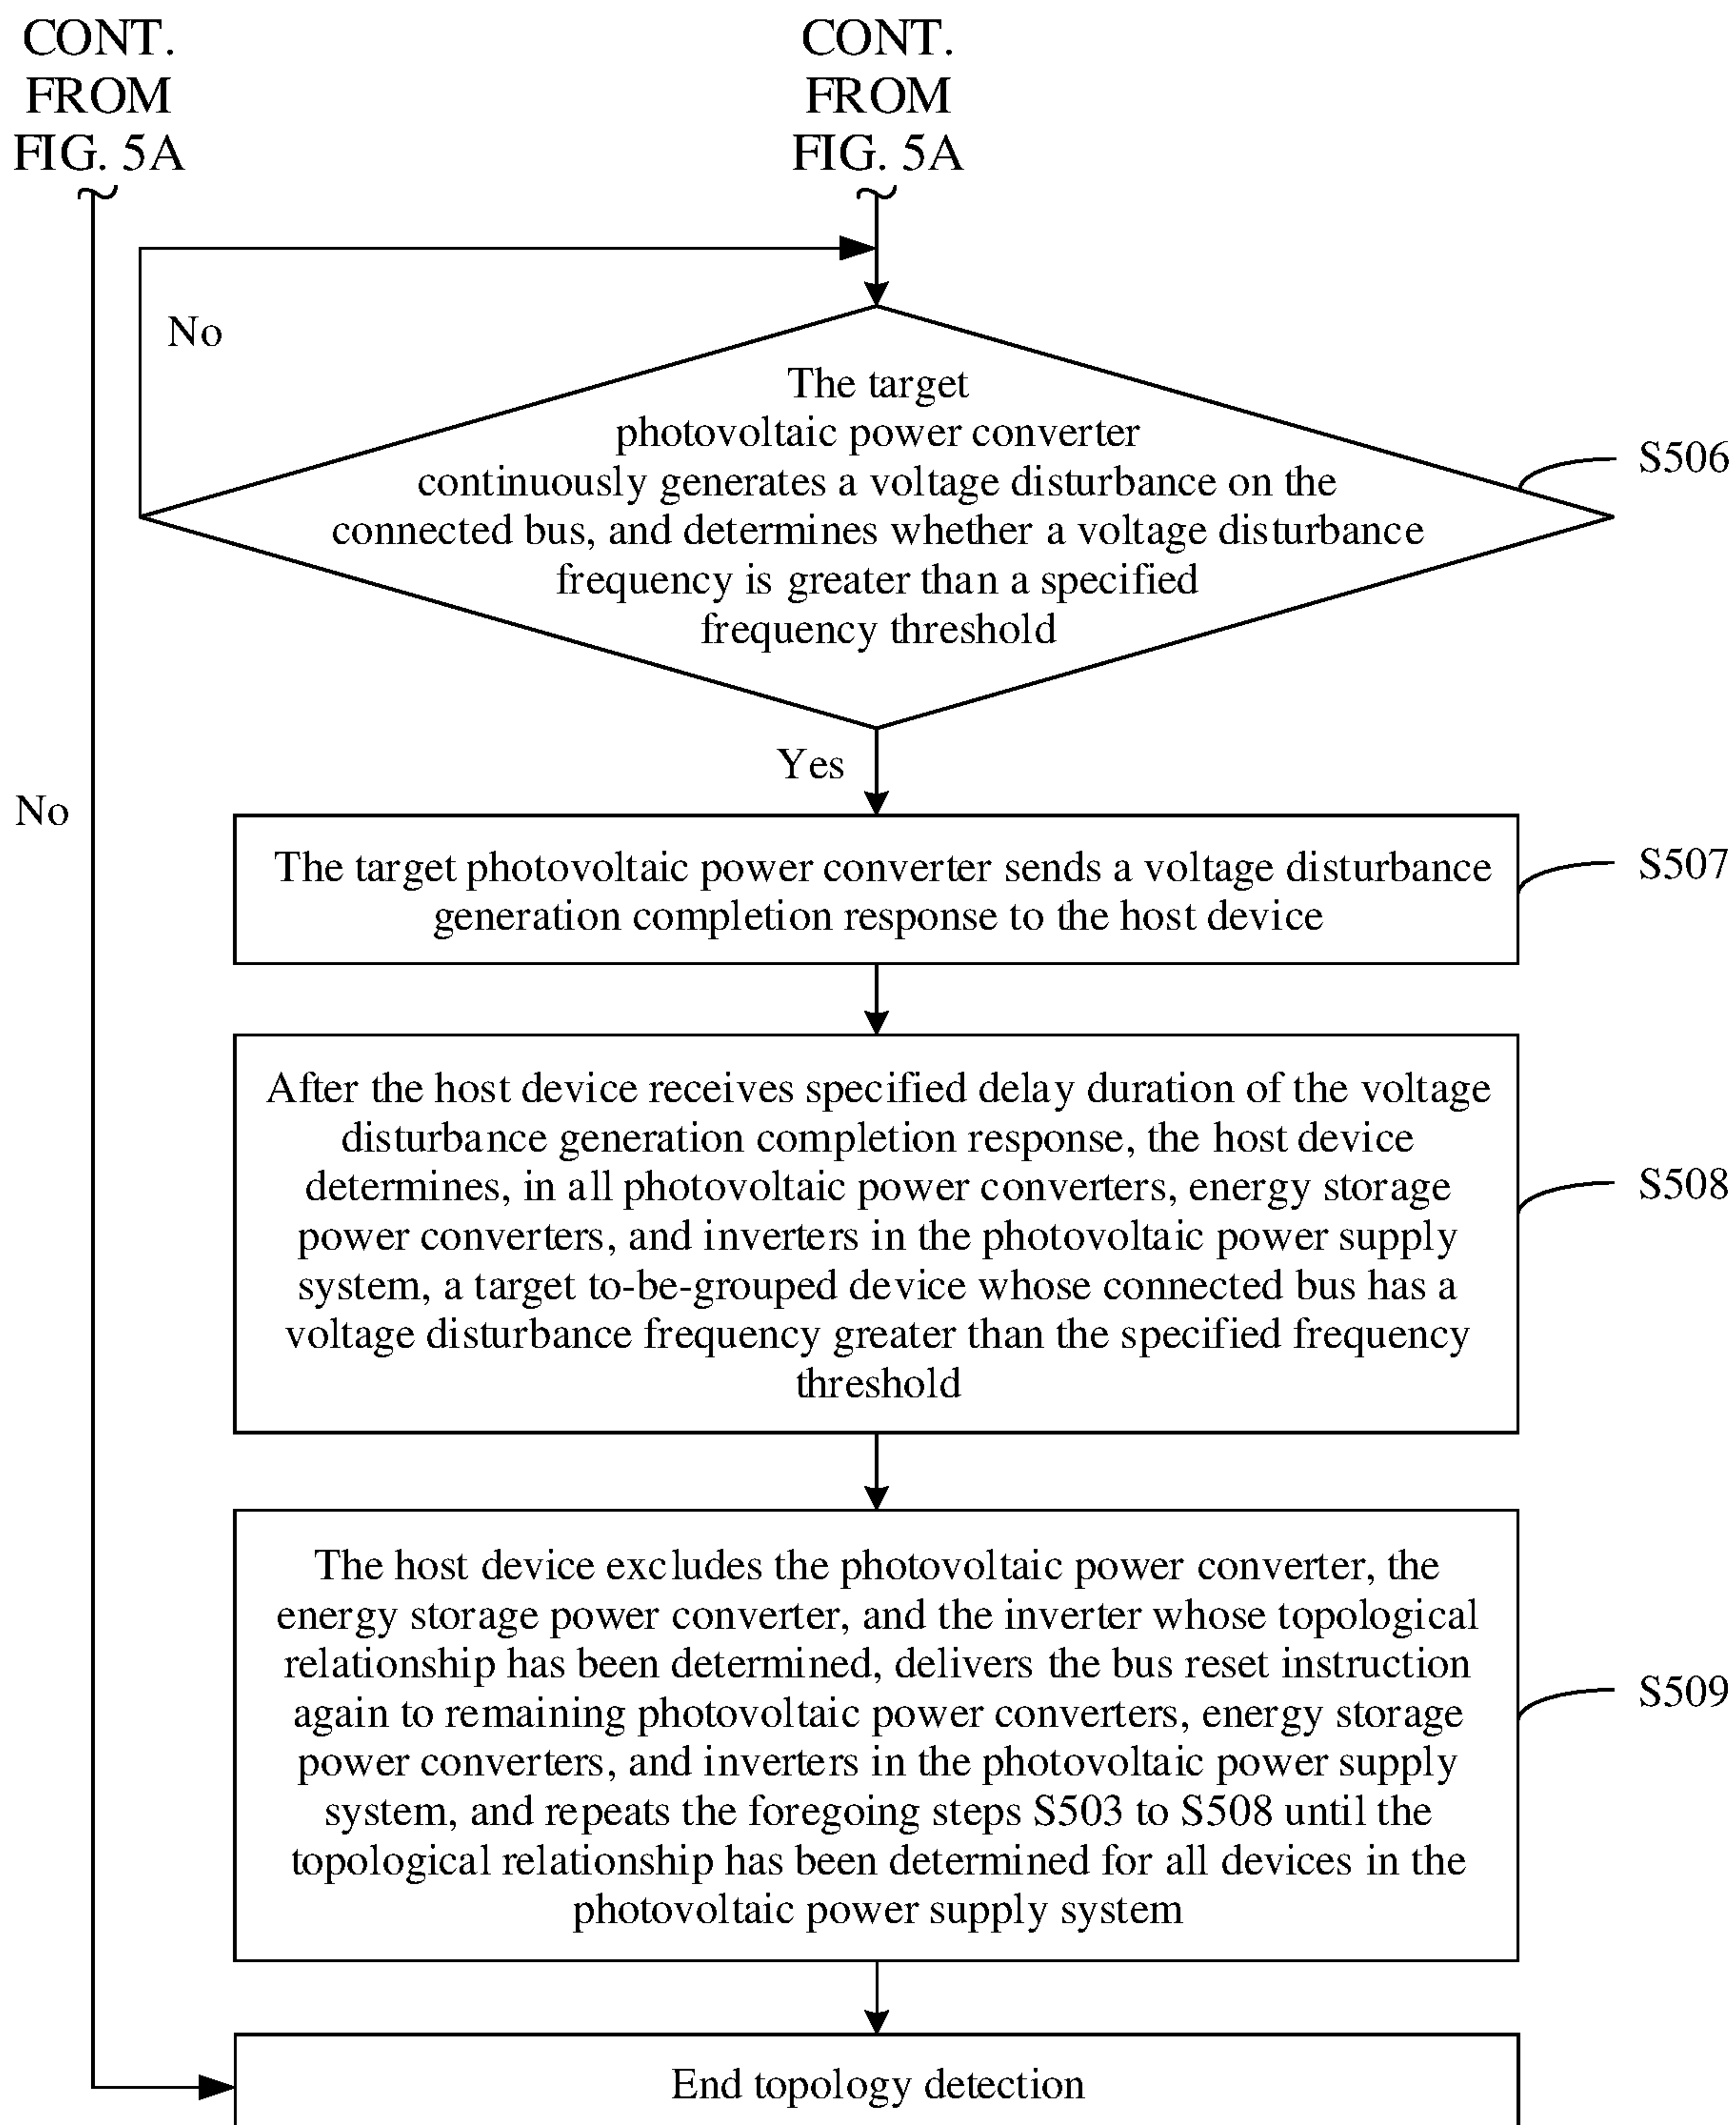 CONT.
FROM
FIG. 5A
CONT.
FROM
FIG. 5A
No
The target
photovoltaic power converter
continuously generates a voltage disturbance on the
connected bus, and determines whether a voltage disturbance
frequency is greater than a specified
frequency threshold
S506
Yes
No
The target photovoltaic power converter sends a voltage disturbance
generation completion response to the host device
S507
After the host device receives specified delay duration of the voltage
disturbance generation completion response, the host device
determines, in all photovoltaic power converters, energy storage
power converters, and inverters in the photovoltaic power supply
system, a target to-be-grouped device whose connected bus has a
voltage disturbance frequency greater than the specified frequency
threshold
S508
The host device excludes the photovoltaic power converter, the
energy storage power converter, and the inverter whose topological
relationship has been determined, delivers the bus reset instruction
again to remaining photovoltaic power converters, energy storage
power converters, and inverters in the photovoltaic power supply
system, and repeats the foregoing steps S503 to S508 until the
topological relationship has been determined for all devices in the
photovoltaic power supply system
S509
End topology detection